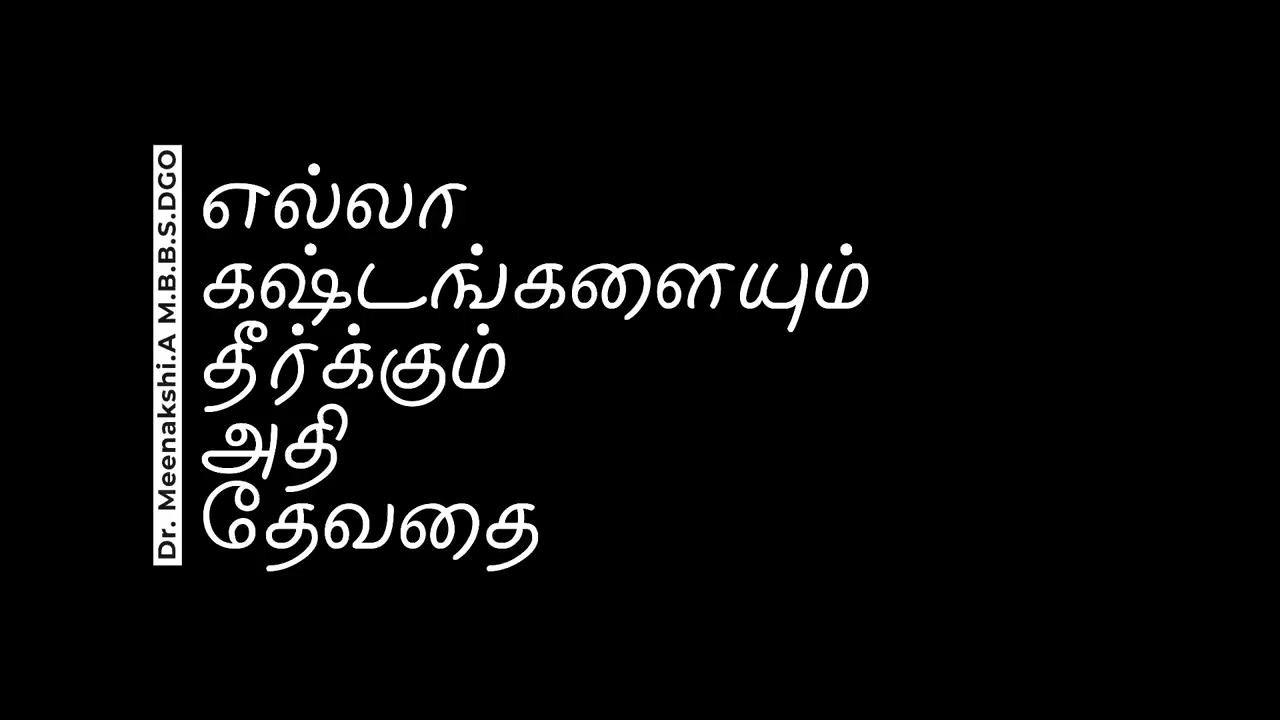 Dr. Meenakshi.A M.B.B.S.DGO
எல்லா
கஷ்டங்களையும்
தீர்க்கும்
அதி
தேவதை